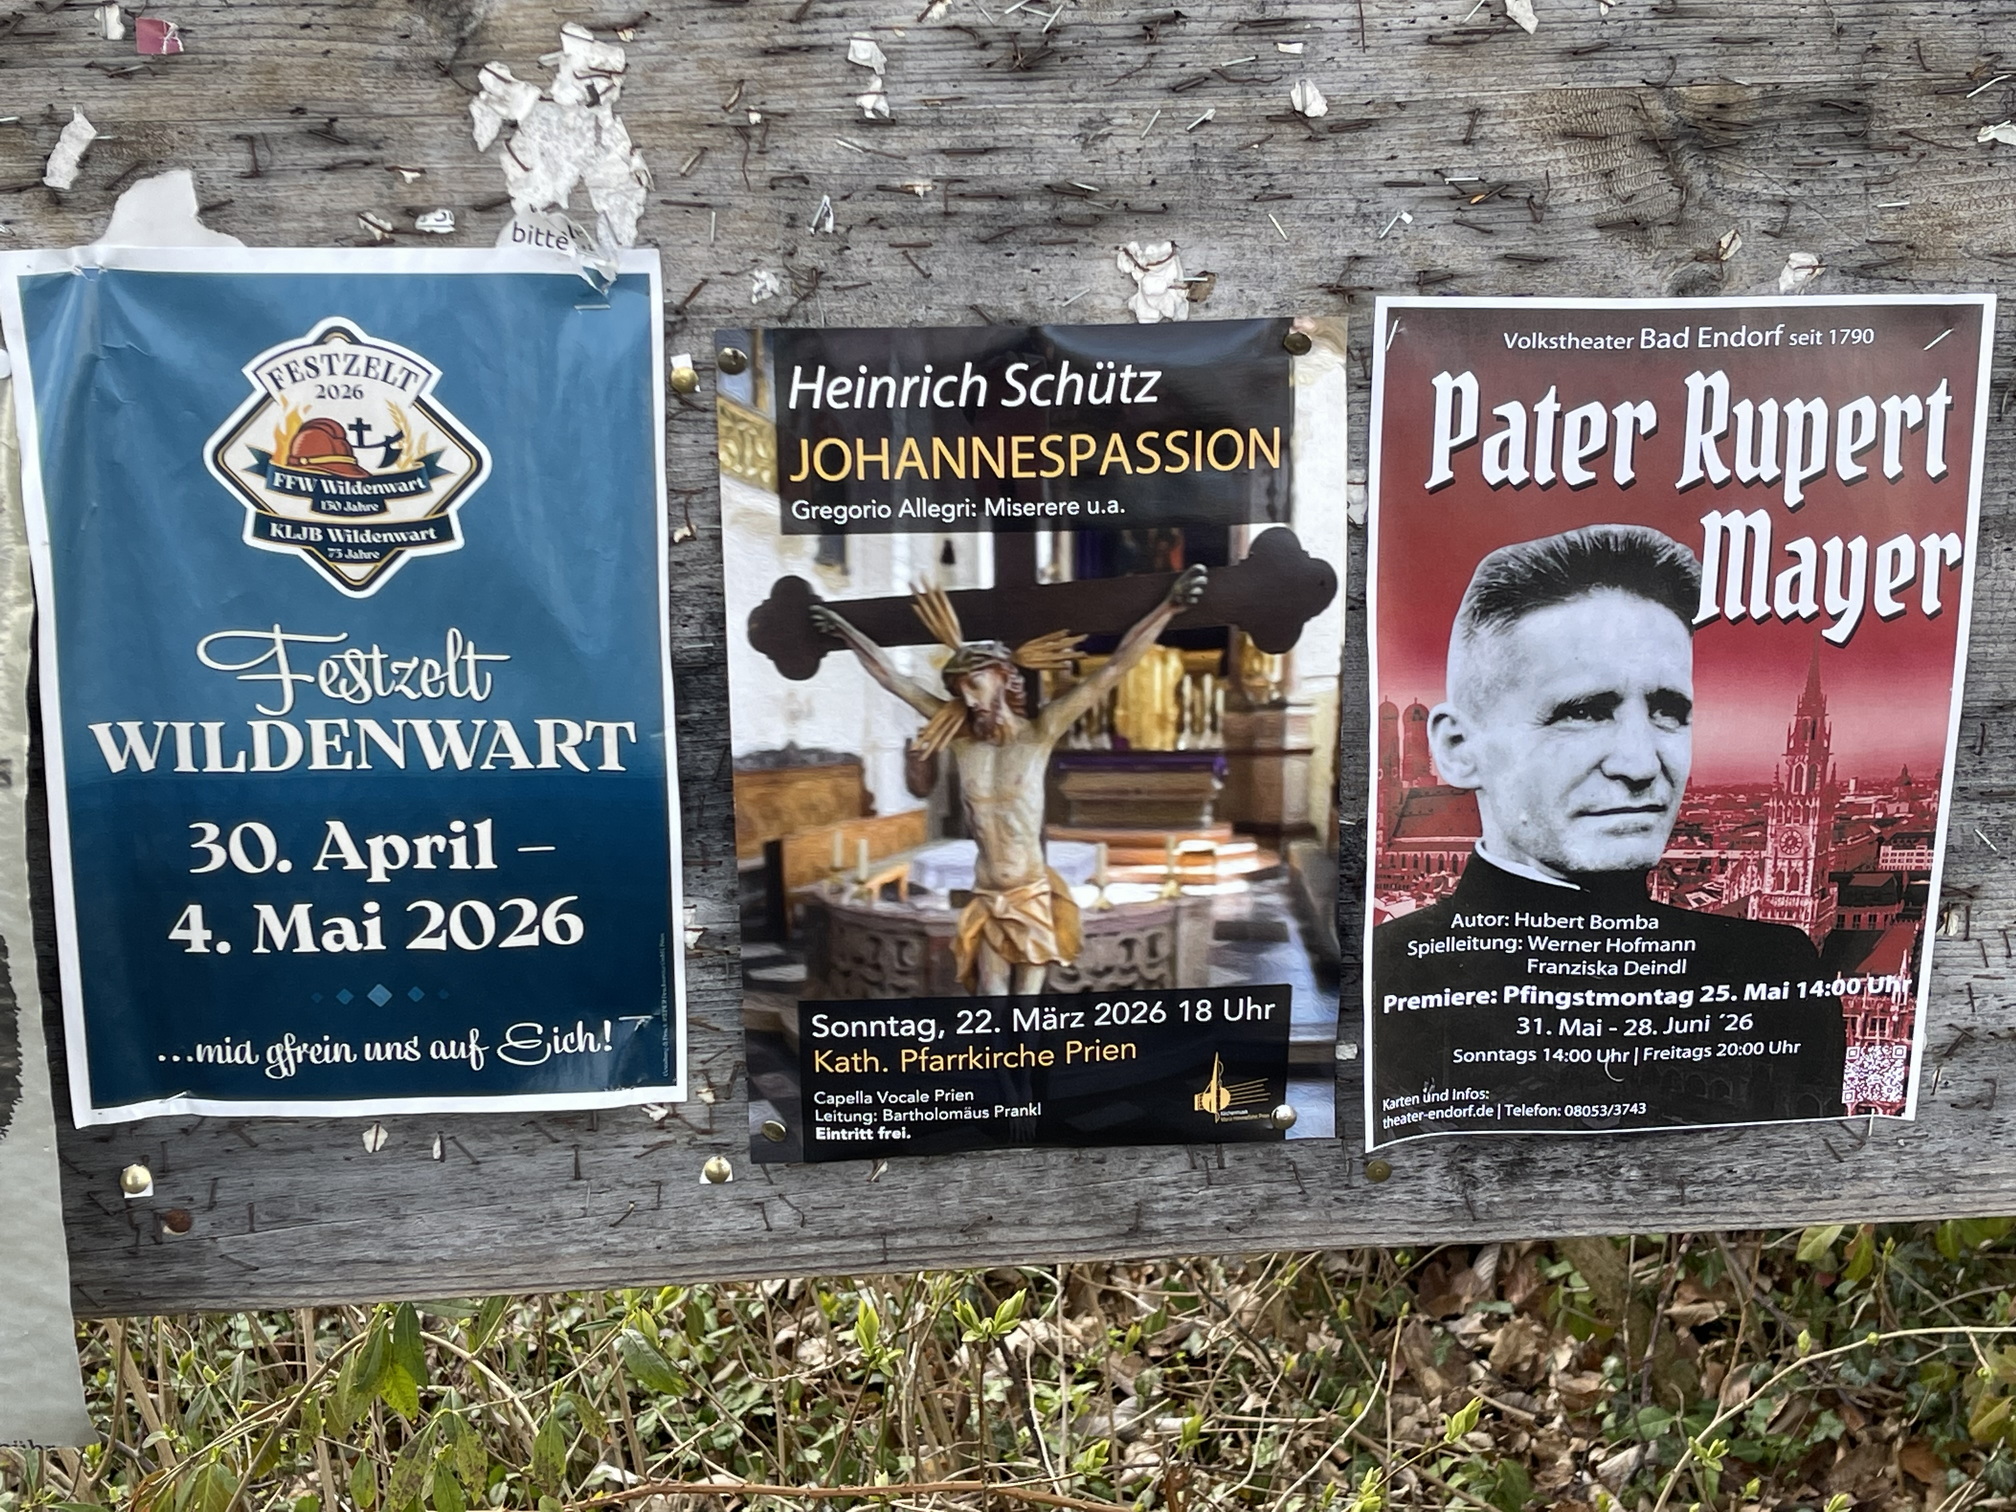 bitte
FESTZELT
2026
FFW Wildenwart
150 Jahre
KLJB Wildenwart
75 Jahre
Festzelt
WILDENWART
30. April –
4. Mai 2026
...mia gfrein uns auf Eich!
Heinrich Schütz
JOHANNESPASSION
Gregorio Allegri: Miserere u.a.
Sonntag, 22. März 2026 18 Uhr
Kath. Pfarrkirche Prien
Capella Vocale Prien
Leitung: Bartholomäus Prankl
Eintritt frei.
Volkstheater Bad Endorf seit 1790
Pater Rupert
Mayer
Autor: Hubert Bomba
Spielleitung: Werner Hofmann
Franziska Deindl
Premiere: Pfingstmontag 25. Mai 14:00 Uhr
31. Mai - 28. Juni ´26
Sonntags 14:00 Uhr | Freitags 20:00 Uhr
Karten und Infos:
theater-endorf.de | Telefon: 08053/3743